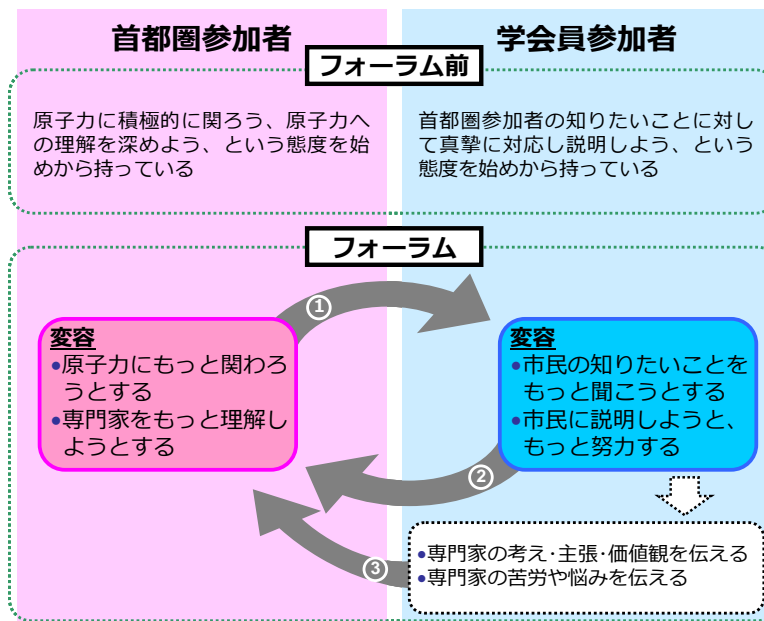 首都圏参加者
学会員参加者
フォーラム前
原子力に積極的に関ろう、原子力へ
の理解を深めよう、という態度を始
めから持っている
首都圏参加者の知りたいことに対し
て真摯に対応し説明しよう、という
態度を始めから持っている
フォーラム
①
変容
•原子力にもっと関わろ
うとする
•専門家をもっと理解し
ようとする
変容
•市民の知りたいことを
もっと聞こうとする
•市民に説明しようと、
もっと努力する
②
③
•専門家の考え・主張・価値観を伝える
•専門家の苦労や悩みを伝える